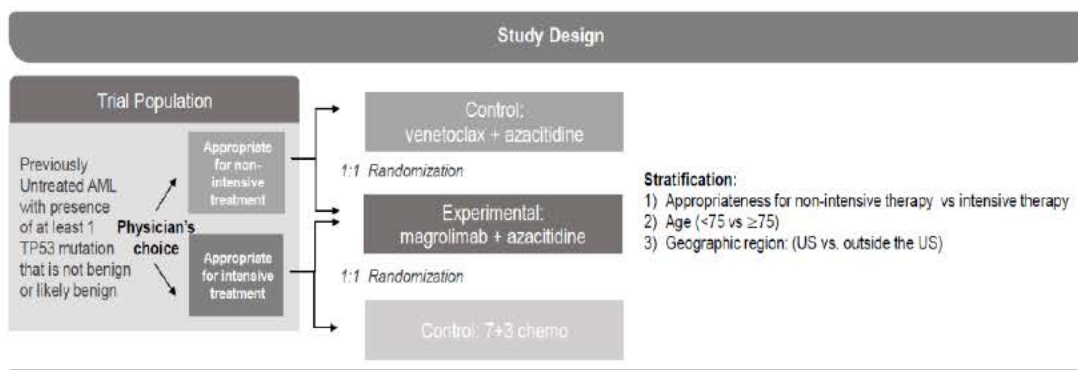 Study Design
Trial Population
Previously
Untreated AML
with presence
of at least 1
TP53 mutation
that is not benign
or likely benign
Physician's
choice
Appropriate
for non-
intensive
treatment
Appropriate
for intensive
treatment
Control:
venetoclax + azacitidine
1:1 Randomization
Experimental:
magrolimab + azacitidine
1:1 Randomization
Control: 7+3 chemo
Stratification:
1) Appropriateness for non-intensive therapy vs intensive therapy
2) Age (<75 vs ≥75)
3) Geographic region: (US vs. outside the US)